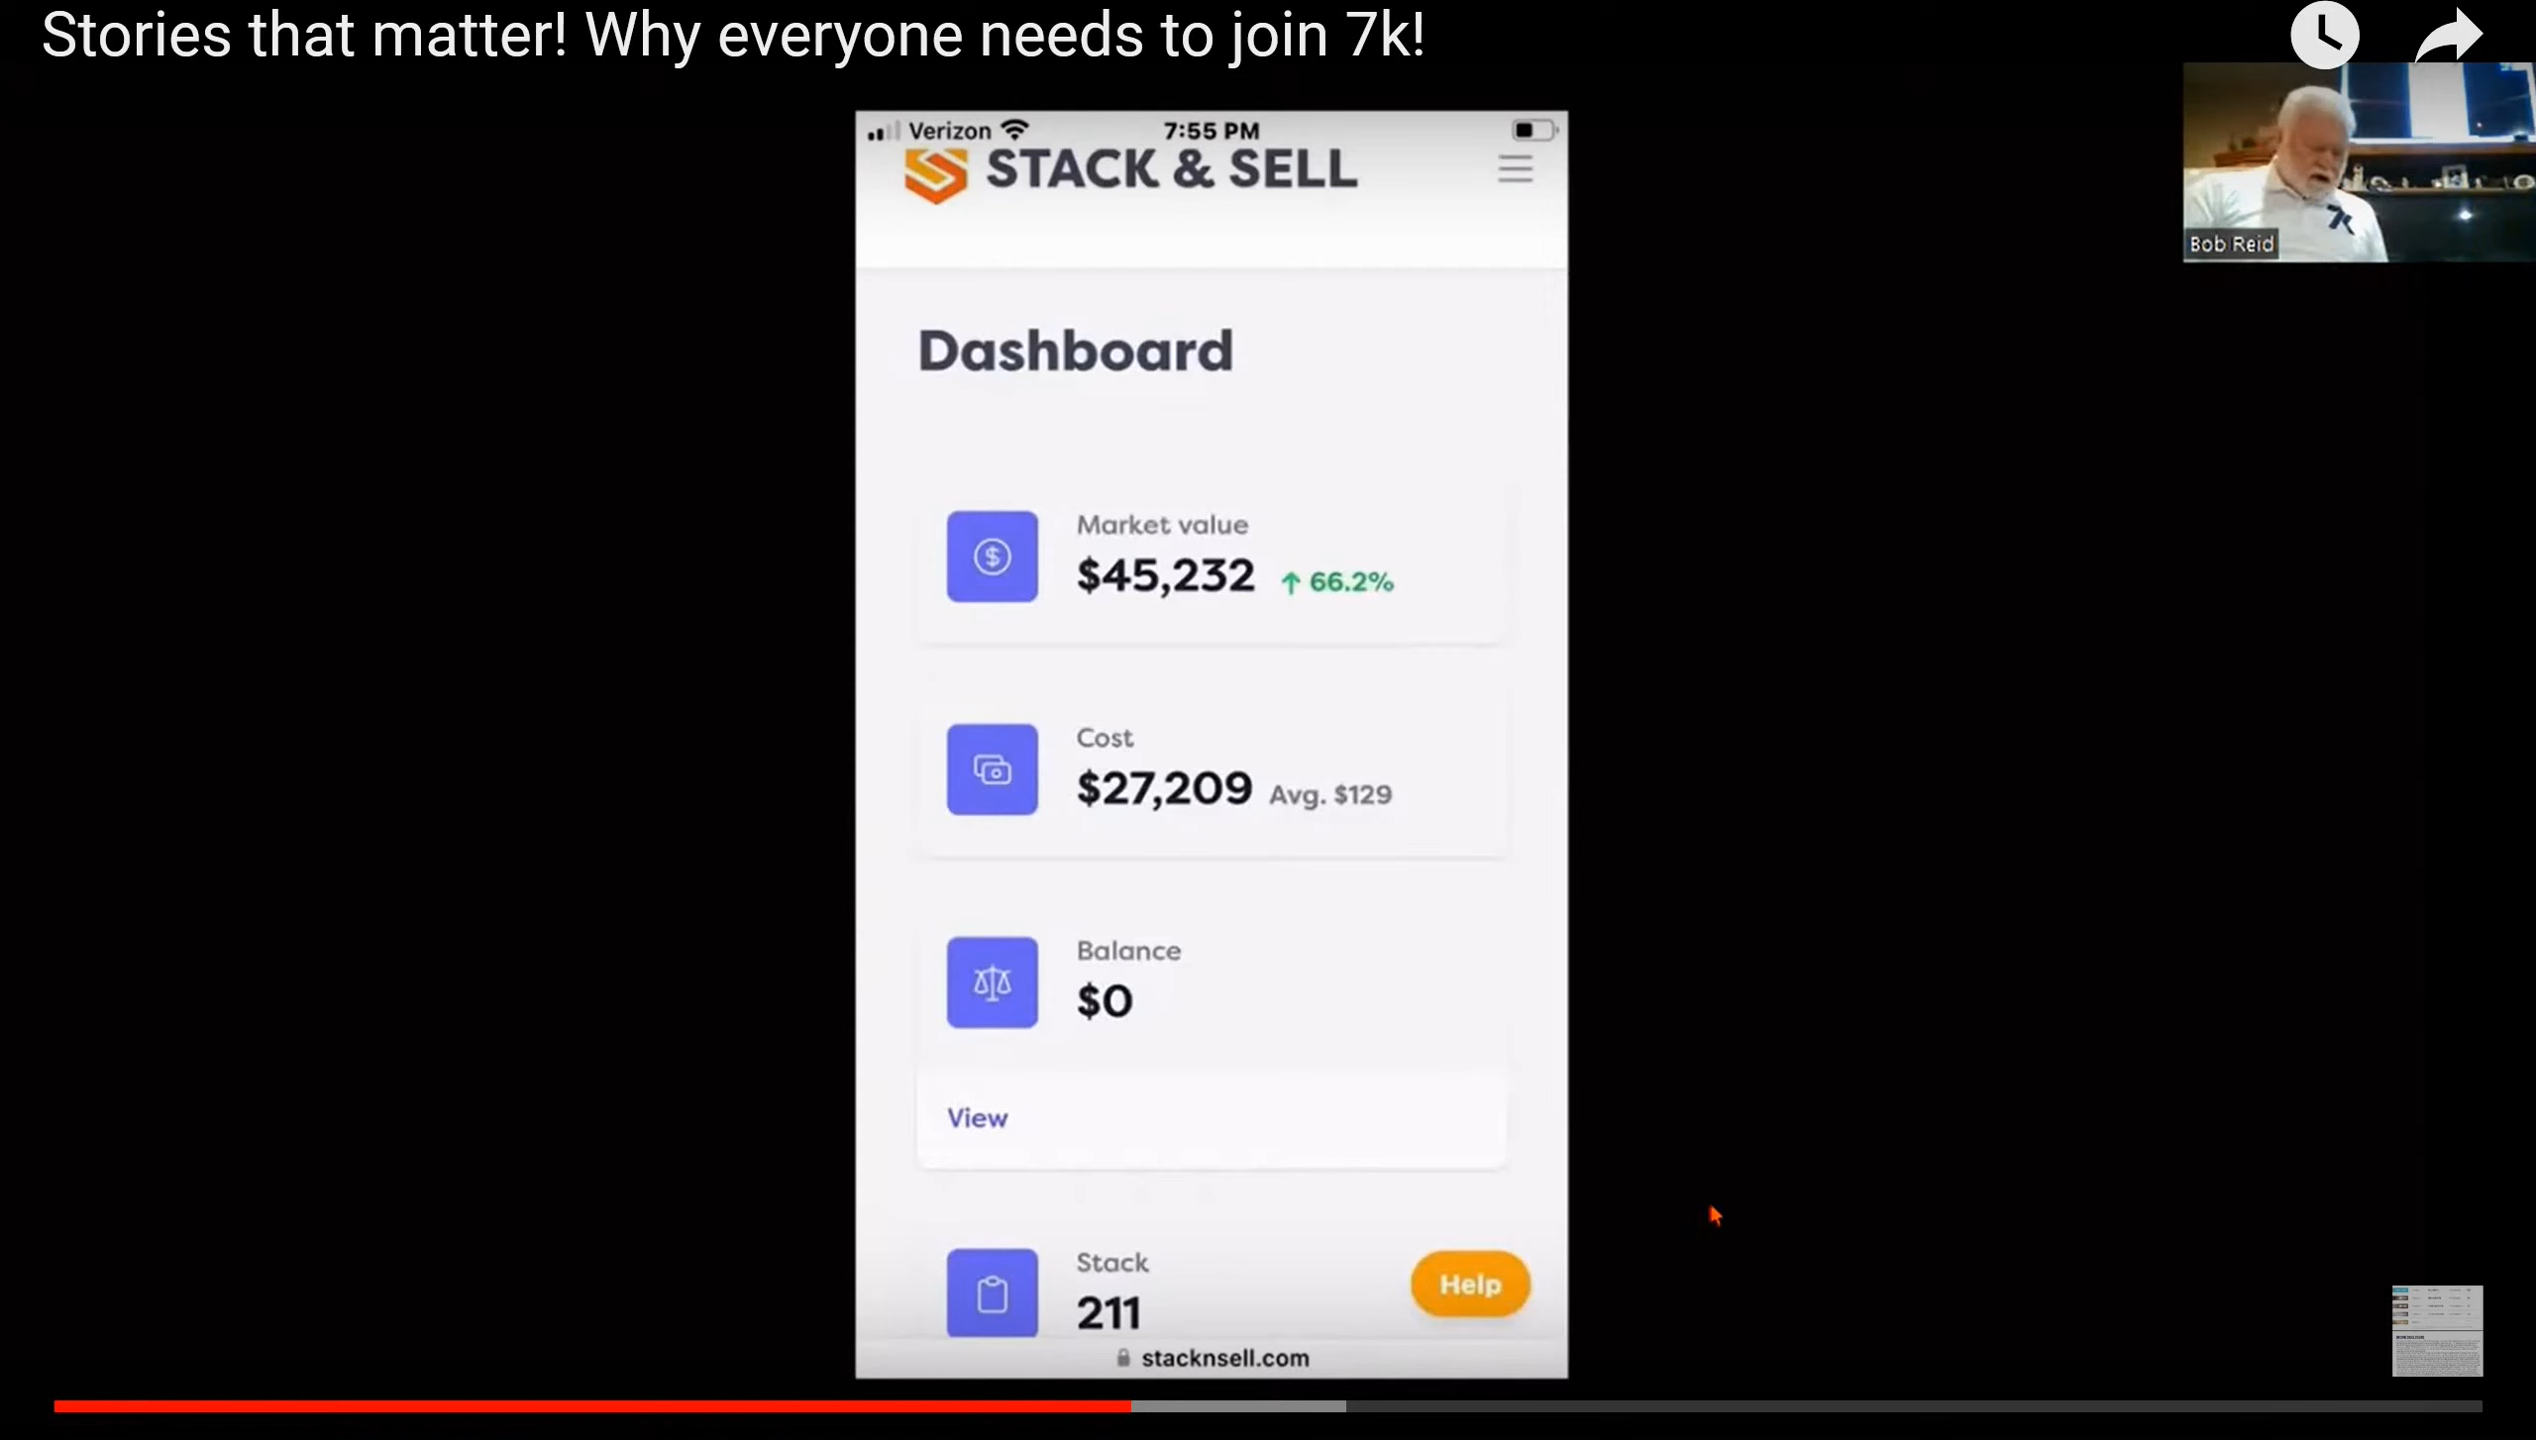 Stories that matter! Why everyone needs to join 7k!
Verizon
7:55 PM
STACK & SELL
Bob Reid
Dashboard
Market value
$45,232 ↑ 66.2%
Cost
$27,209 Avg. $129
Balance
$0
View
Stack
211
Help
stacknsell.com